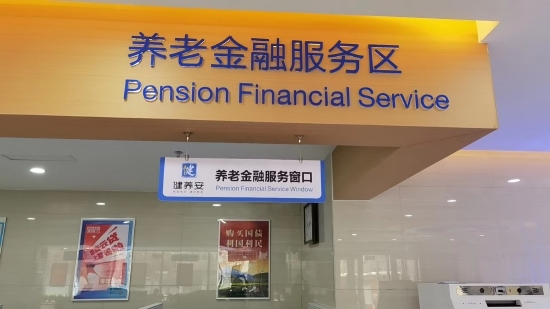 养老金融服务区
Pension Financial Service
健养安
养老金融服务窗口
Pension Financial Service Window
购买国债
利国利民